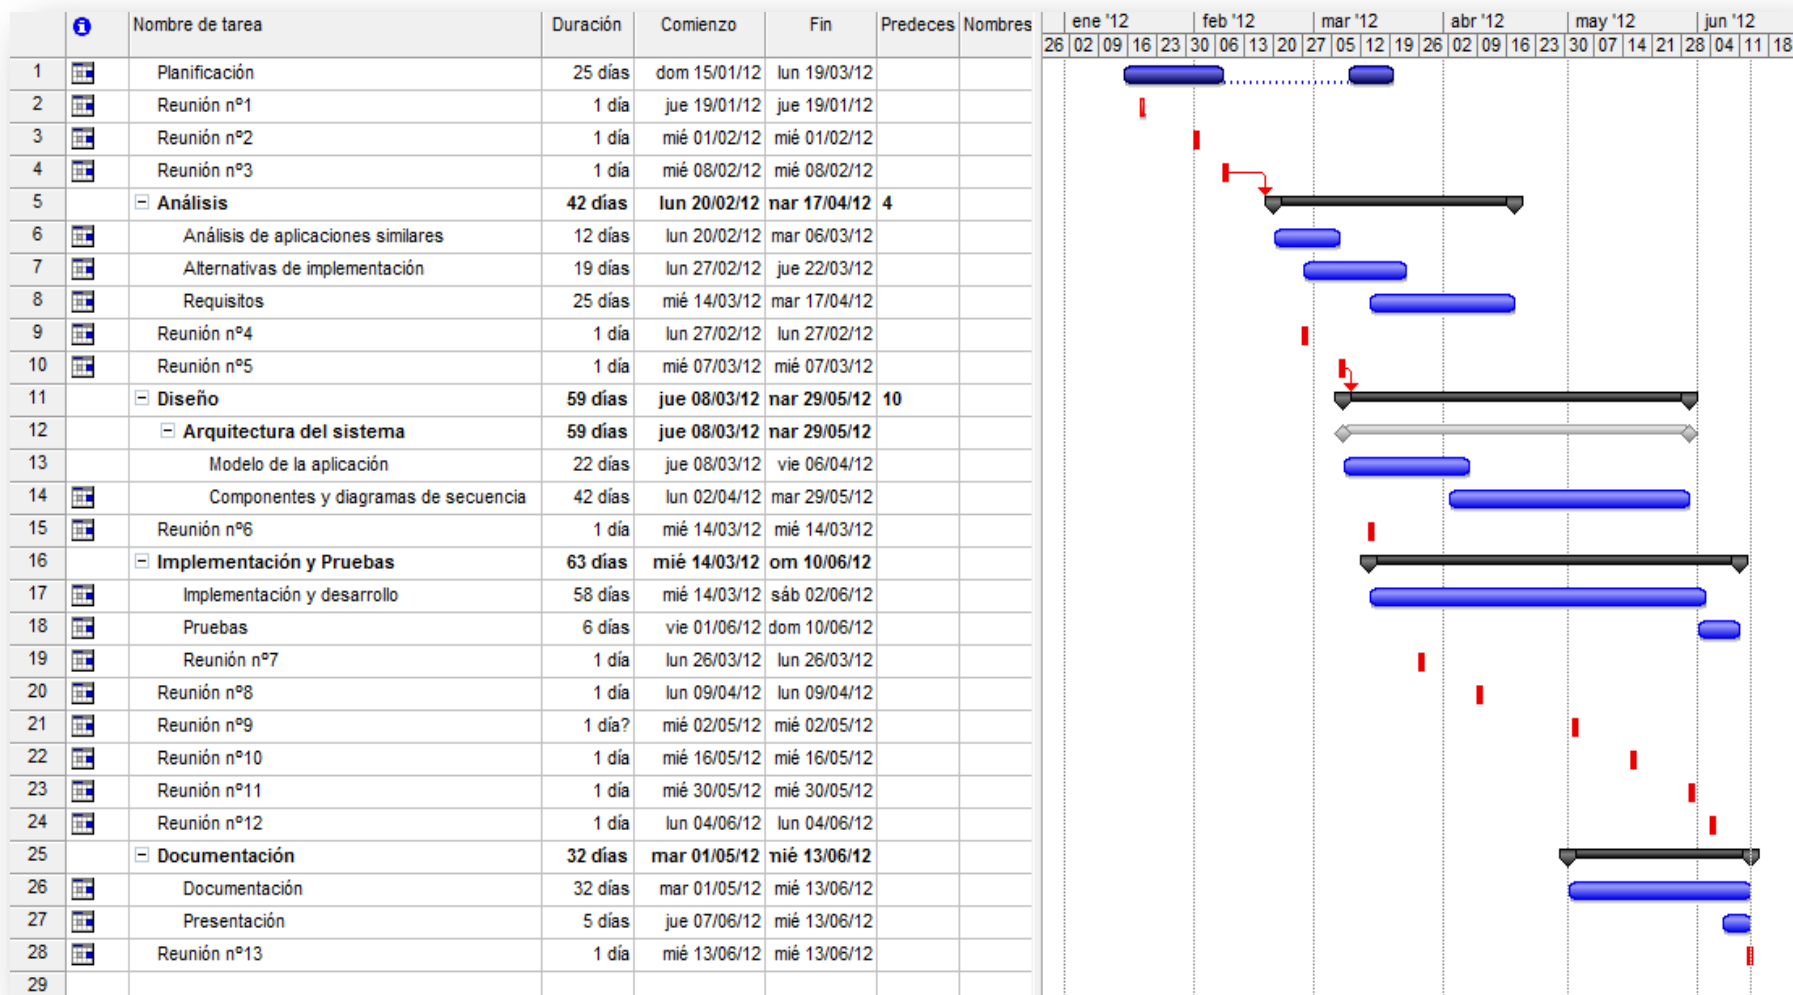 Nombre de tarea Duración Comienzo Fin Predeces Nombres ene '12 feb '12 mar '12 abr '12 may '12 jun '12
26 02 09 16 23 30 06 13 20 27 05 12 19 26 02 09 16 23 30 07 14 21 28 04 11 18
1 Planificación 25 días dom 15/01/12 lun 19/03/12
2 Reunión nº1 1 día jue 19/01/12 jue 19/01/12
3 Reunión nº2 1 día mié 01/02/12 mié 01/02/12
4 Reunión nº3 1 día mié 08/02/12 mié 08/02/12
5 Análisis 42 días lun 20/02/12 mar 17/04/12 4
6 Análisis de aplicaciones similares 12 días lun 20/02/12 mar 06/03/12
7 Alternativas de implementación 19 días lun 27/02/12 jue 22/03/12
8 Requisitos 25 días mié 14/03/12 mar 17/04/12
9 Reunión nº4 1 día lun 27/02/12 lun 27/02/12
10 Reunión nº5 1 día mié 07/03/12 mié 07/03/12
11 Diseño 59 días jue 08/03/12 mar 29/05/12 10
12 Arquitectura del sistema 59 días jue 08/03/12 mar 29/05/12
13 Modelo de la aplicación 22 días jue 08/03/12 vie 06/04/12
14 Componentes y diagramas de secuencia 42 días lun 02/04/12 mar 29/05/12
15 Reunión nº6 1 día mié 14/03/12 mié 14/03/12
16 Implementación y Pruebas 63 días mié 14/03/12 om 10/06/12
17 Implementación y desarrollo 58 días mié 14/03/12 sáb 02/06/12
18 Pruebas 6 días vie 01/06/12 dom 10/06/12
19 Reunión nº7 1 día lun 26/03/12 lun 26/03/12
20 Reunión nº8 1 día lun 09/04/12 lun 09/04/12
21 Reunión nº9 1 día? mié 02/05/12 mié 02/05/12
22 Reunión nº10 1 día mié 16/05/12 mié 16/05/12
23 Reunión nº11 1 día mié 30/05/12 mié 30/05/12
24 Reunión nº12 1 día lun 04/06/12 lun 04/06/12
25 Documentación 32 días mar 01/05/12 mié 13/06/12
26 Documentación 32 días mar 01/05/12 mié 13/06/12
27 Presentación 5 días jue 07/06/12 mié 13/06/12
28 Reunión nº13 1 día mié 13/06/12 mié 13/06/12
29